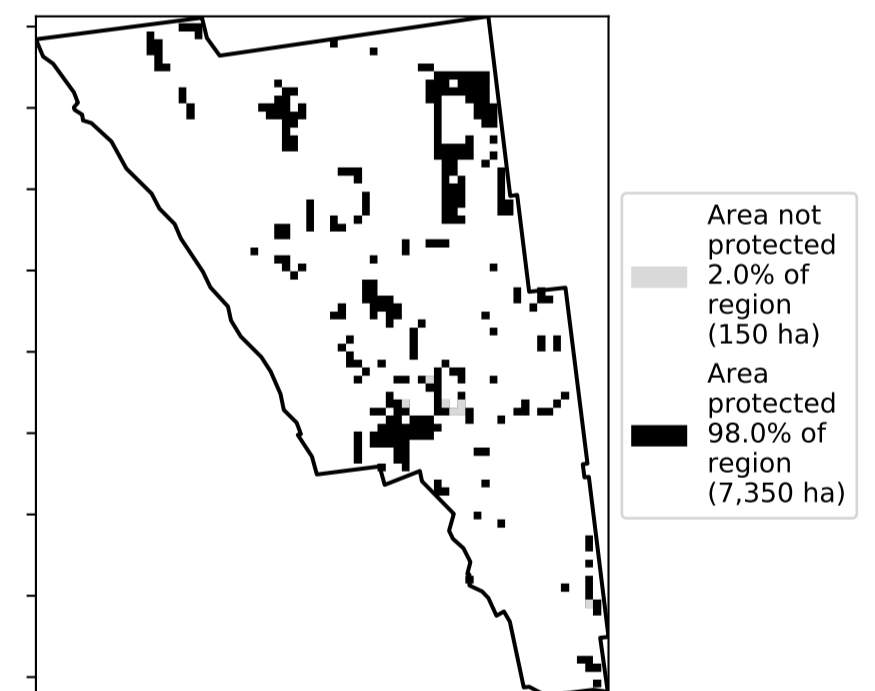 Area not
protected
2.0% of
region
(150 ha)
Area
protected
98.0% of
region
(7,350 ha)